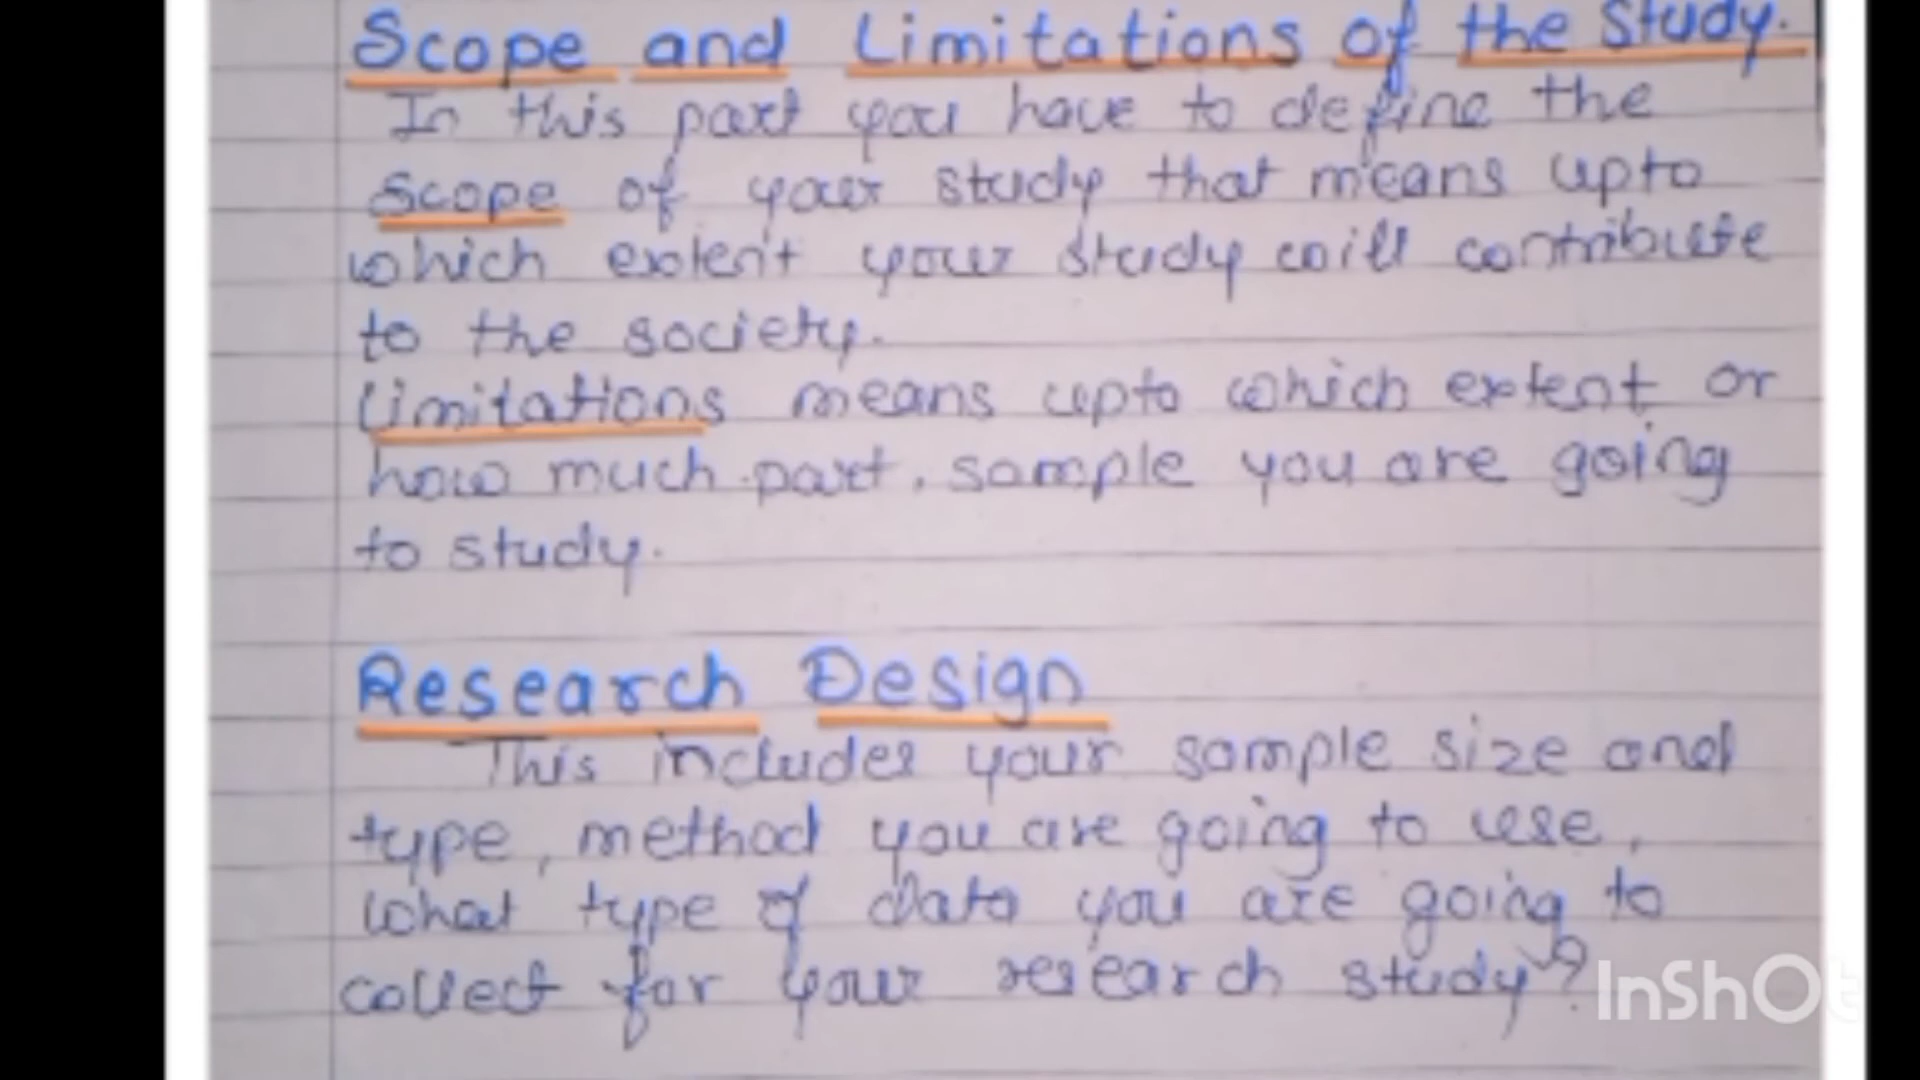 Scope and Limitations of the Study.
In this part you have to define the
scope of your study that means upto
which extent your study will contribute
to the society.
Limitations means upto which extent or
how much part, sample you are going
to study.
Research Design
This includes your sample size and
type, method you are going to use,
what type of data you are going to
collect for your research study?
InShOt